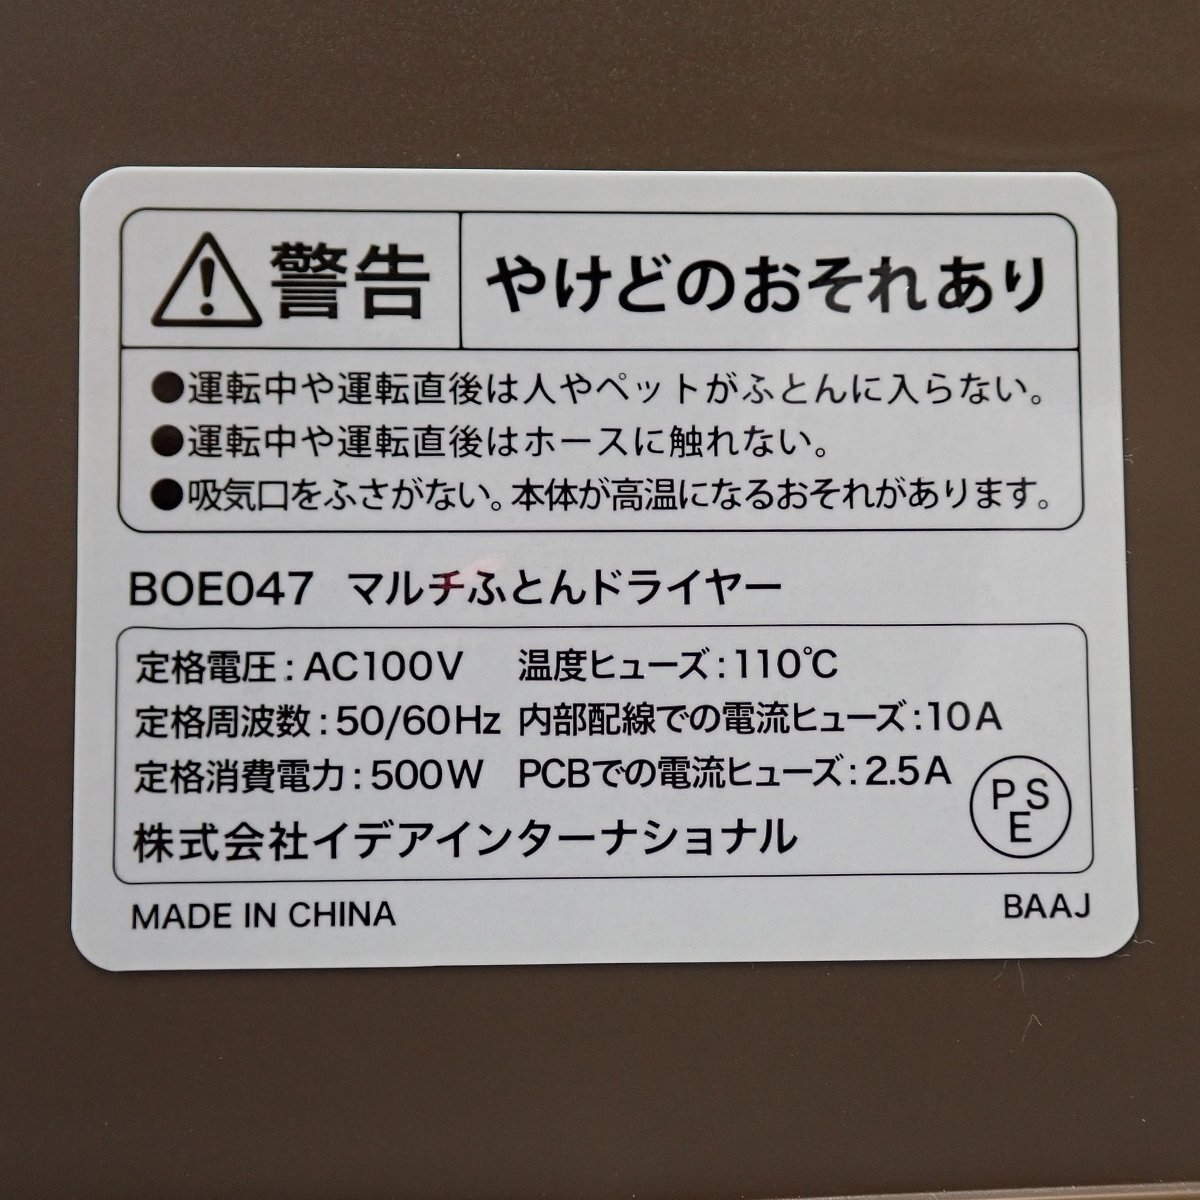 警告 やけどのおそれあり
●運転中や運転直後は人やペットがふとんに入らない。
●運転中や運転直後はホースに触れない。
●吸気口をふさがない。本体が高温になるおそれがあります。
BOE047 マルチふとんドライヤー
定格電圧：AC100V 温度ヒューズ：110℃
定格周波数：50/60Hz 内部配線での電流ヒューズ：10A
定格消費電力：500W PCBでの電流ヒューズ：2.5A
株式会社イデアインターナショナル
PSE
MADE IN CHINA BAAJ